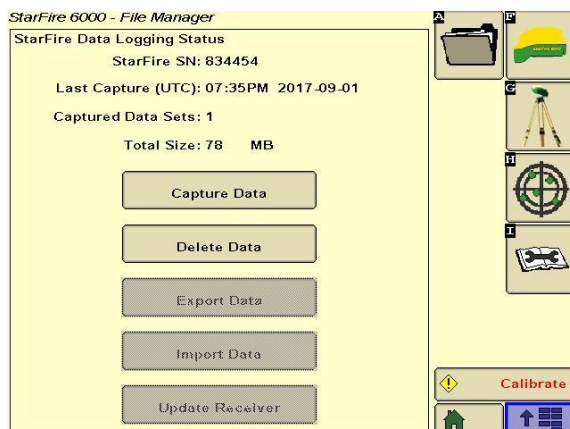 StarFire 6000 - File Manager
StarFire Data Logging Status
StarFire SN: 834454
Last Capture (UTC): 07:35PM 2017-09-01
Captured Data Sets: 1
Total Size: 78 MB
Capture Data
Delete Data
Export Data
Import Data
Update Receiver
A
F
G
H
I
Calibrate